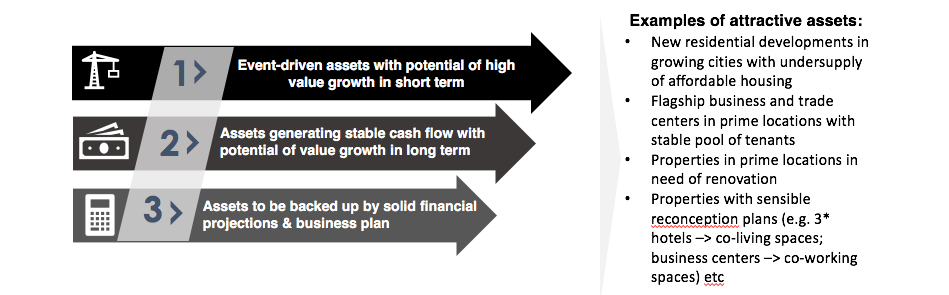 1>
Event-driven assets with potential of high
value growth in short term
2>
Assets generating stable cash flow with
potential of value growth in long term
3>
Assets to be backed up by solid financial
projections & business plan
Examples of attractive assets:
• New residential developments in
growing cities with undersupply
of affordable housing
• Flagship business and trade
centers in prime locations with
stable pool of tenants
• Properties in prime locations in
need of renovation
• Properties with sensible
reconception plans (e.g. 3*
hotels –> co-living spaces;
business centers –> co-working
spaces) etc